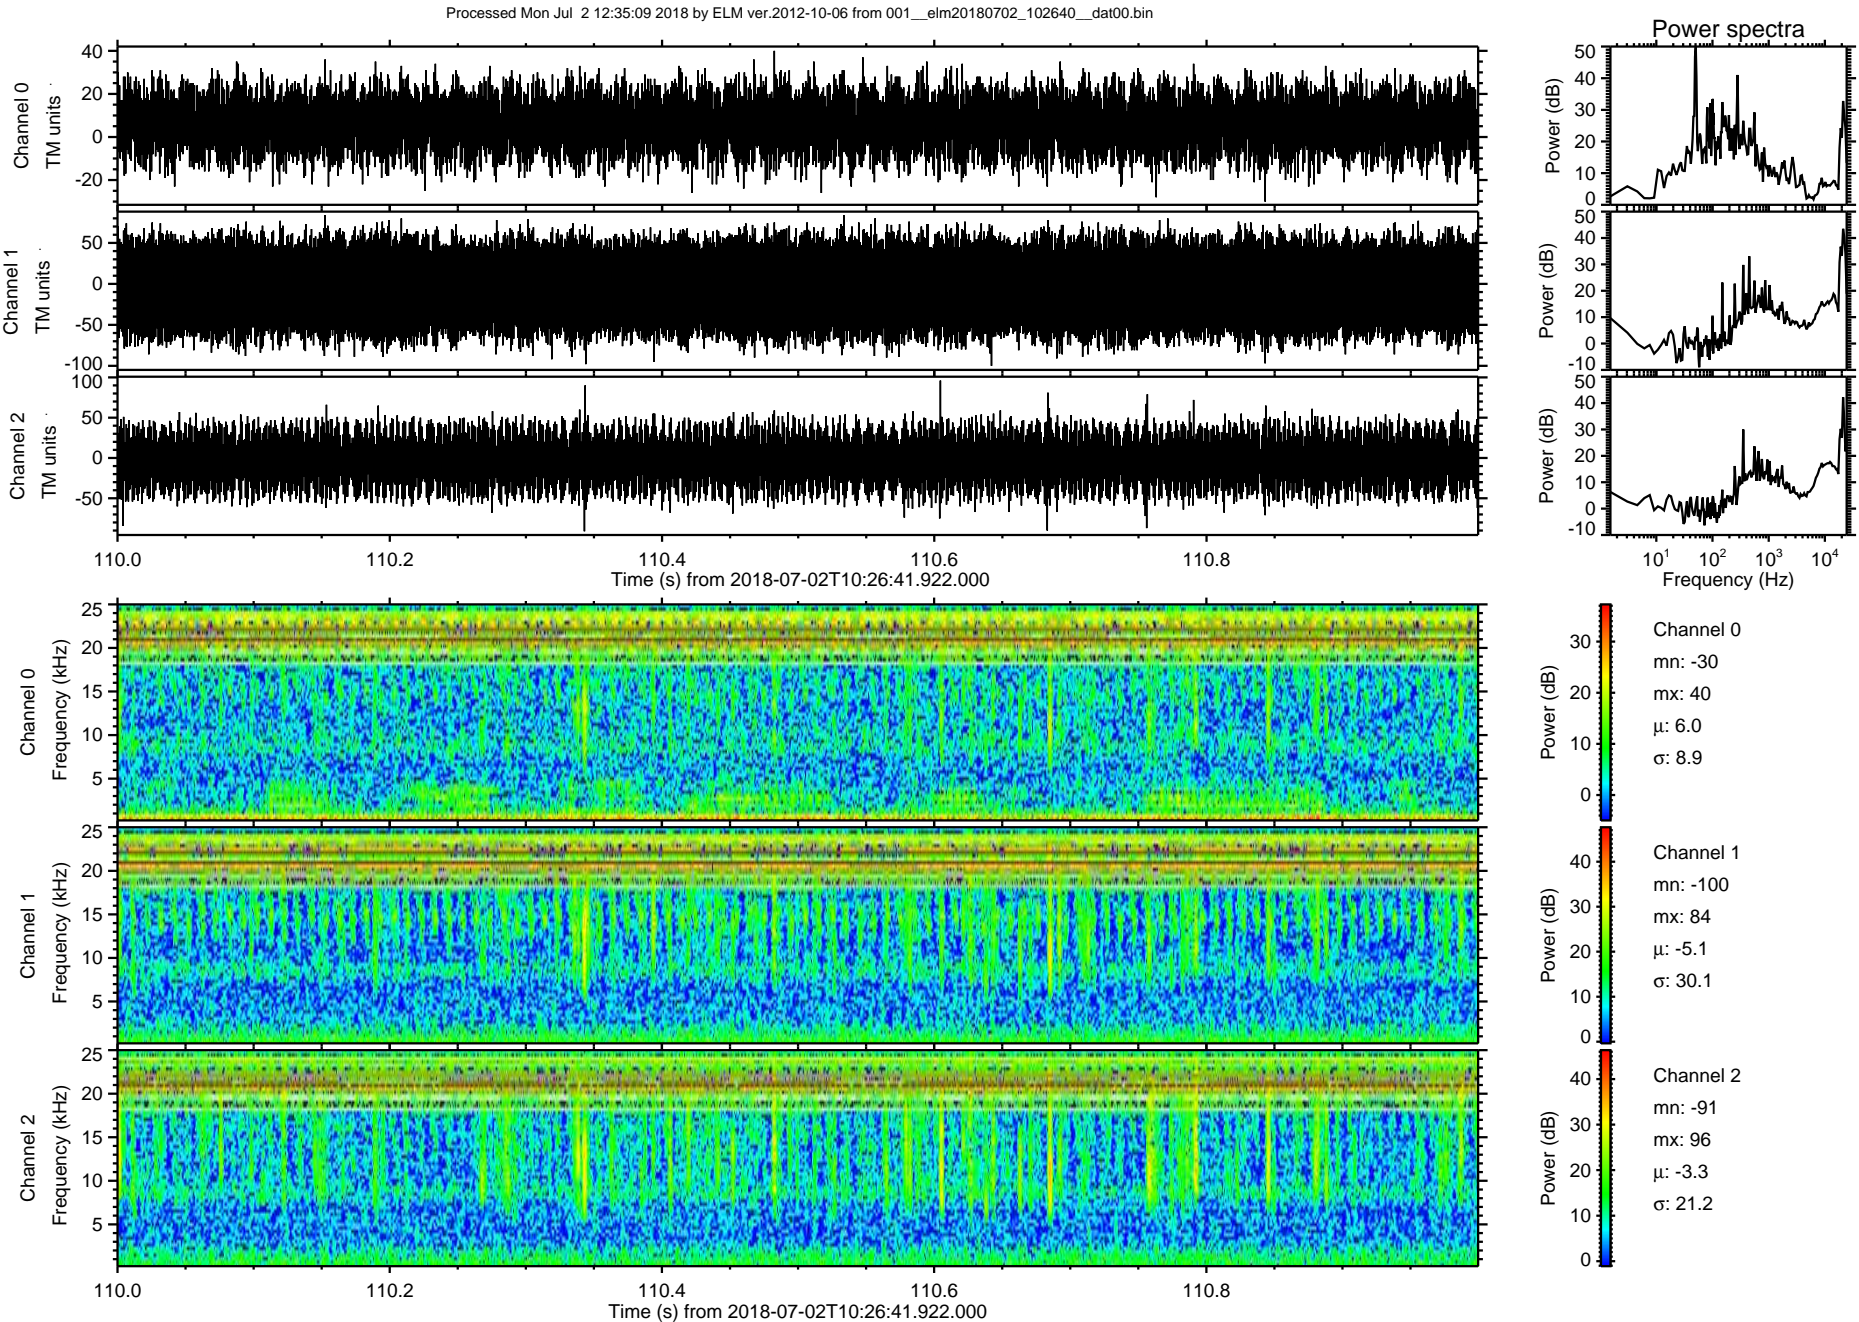 Processed Mon Jul  2 12:35:09 2018 by ELM ver.2012-10-06 from 001__elm20180702_102640__dat00.bin
Power spectra
Channel 0
TM units
40
20
0
-20
Power (dB)
50
40
30
20
10
0
Channel 1
TM units
50
0
-50
-100
Power (dB)
50
40
30
20
10
0
-10
Channel 2
TM units
100
50
0
-50
Power (dB)
50
40
30
20
10
0
-10
110.0 110.2 110.4 110.6 110.8
Time (s) from 2018-07-02T10:26:41.922.000
10^1 10^2 10^3 10^4
Frequency (Hz)
Channel 0
Frequency (kHz)
25
20
15
10
5
Power (dB)
30
20
10
0
Channel 0
mn: -30
mx: 40
μ: 6.0
σ: 8.9
Channel 1
Frequency (kHz)
25
20
15
10
5
Power (dB)
40
30
20
10
0
Channel 1
mn: -100
mx: 84
μ: -5.1
σ: 30.1
Channel 2
Frequency (kHz)
25
20
15
10
5
Power (dB)
40
30
20
10
0
Channel 2
mn: -91
mx: 96
μ: -3.3
σ: 21.2
110.0 110.2 110.4 110.6 110.8
Time (s) from 2018-07-02T10:26:41.922.000